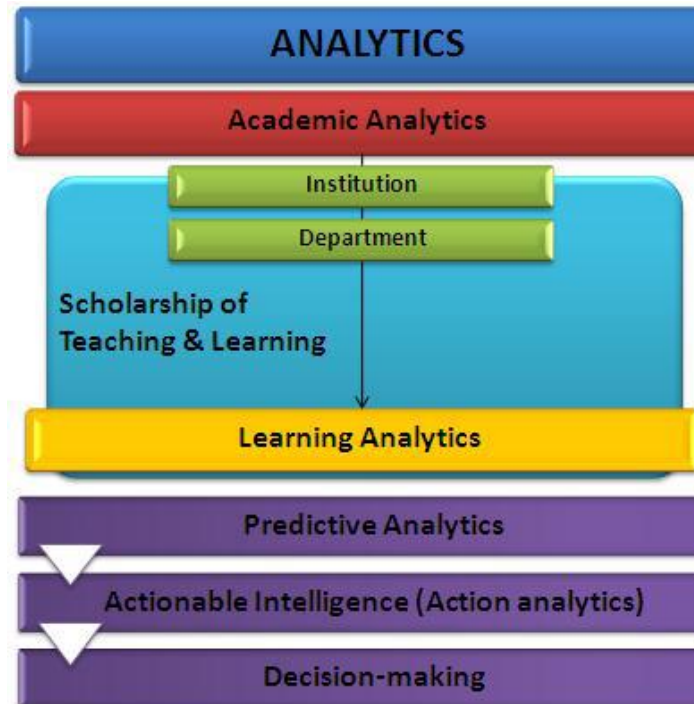 ANALYTICS
Academic Analytics
Institution
Department
Scholarship of
Teaching & Learning
Learning Analytics
Predictive Analytics
Actionable Intelligence (Action analytics)
Decision-making